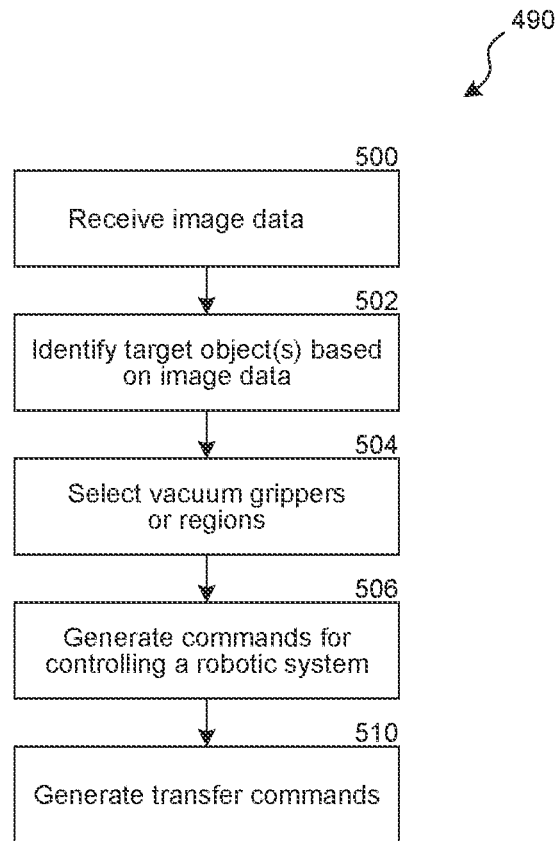 490
500
Receive image data
502
Identify target object(s) based
on image data
504
Select vacuum grippers
or regions
506
Generate commands for
controlling a robotic system
510
Generate transfer commands